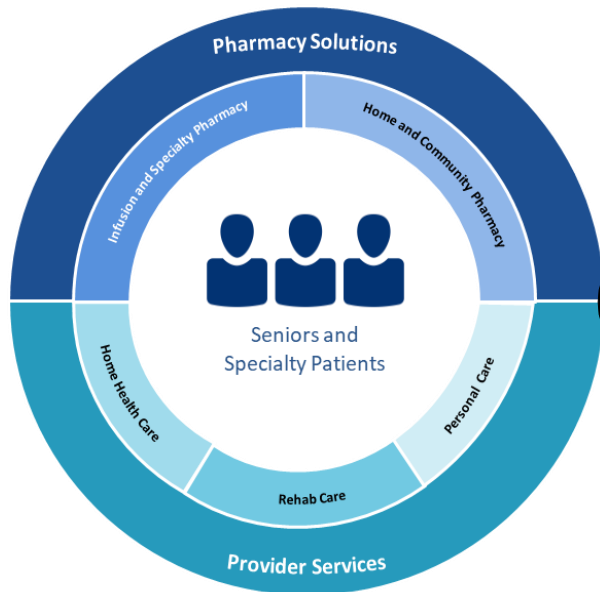 Pharmacy Solutions
Infusion and Specialty Pharmacy
Home and Community Pharmacy
Seniors and
Specialty Patients
Home Health Care
Personal Care
Rehab Care
Provider Services